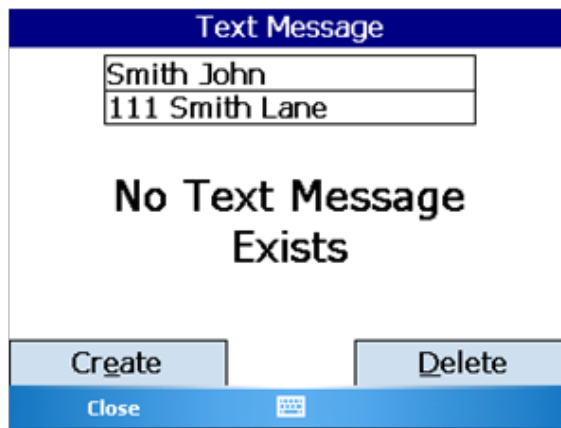 Text Message
Smith John
111 Smith Lane
No Text Message
Exists
Create
Delete
Close